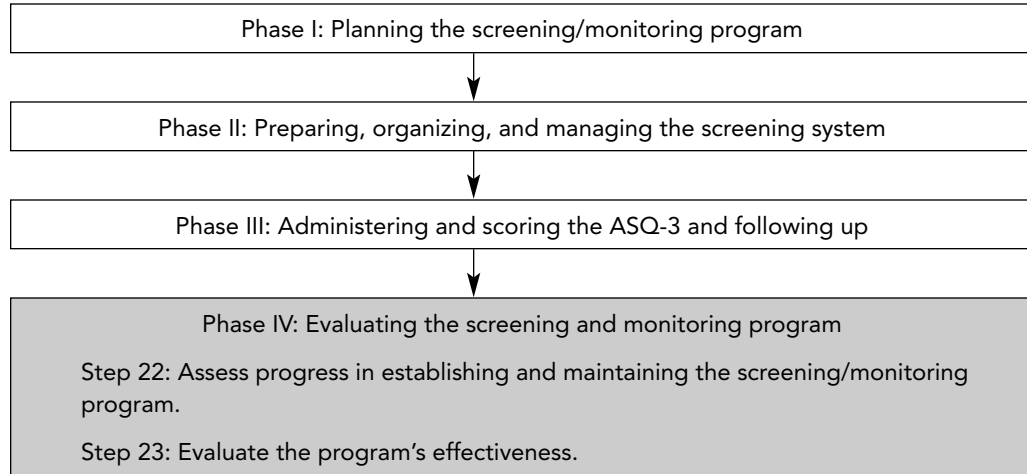 Phase I: Planning the screening/monitoring program
Phase II: Preparing, organizing, and managing the screening system
Phase III: Administering and scoring the ASQ-3 and following up
Phase IV: Evaluating the screening and monitoring program
Step 22: Assess progress in establishing and maintaining the screening/monitoring
program.
Step 23: Evaluate the program’s effectiveness.